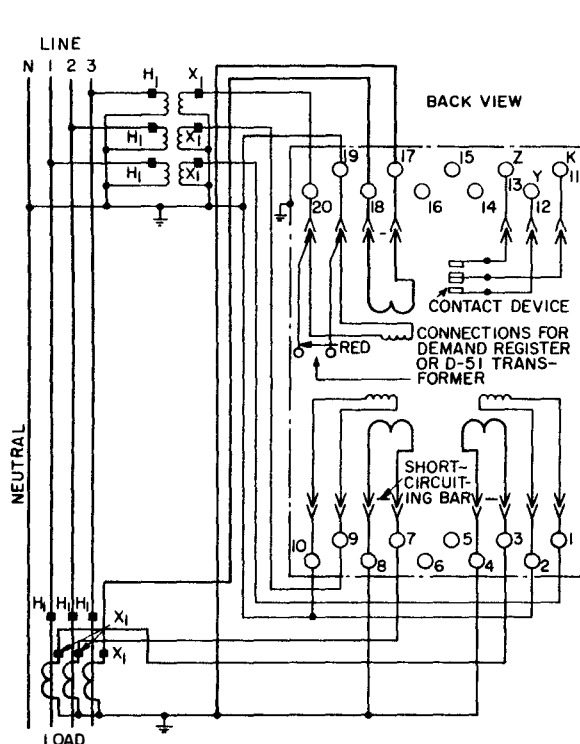 LINE
N 1 2 3
H1 X1
H1 X1
H1 X1
BACK VIEW
19 17 15 Z 13 K 11
20 18 16 14 Y 12
CONTACT DEVICE
CONNECTIONS FOR
DEMAND REGISTER
OR D-51 TRANS-
FORMER
RED
NEUTRAL
SHORT-
CIRCUIT-
ING BAR
10 9 8 7 6 5 4 3 2 1
H1 H1 H1
X1
X1
LOAD